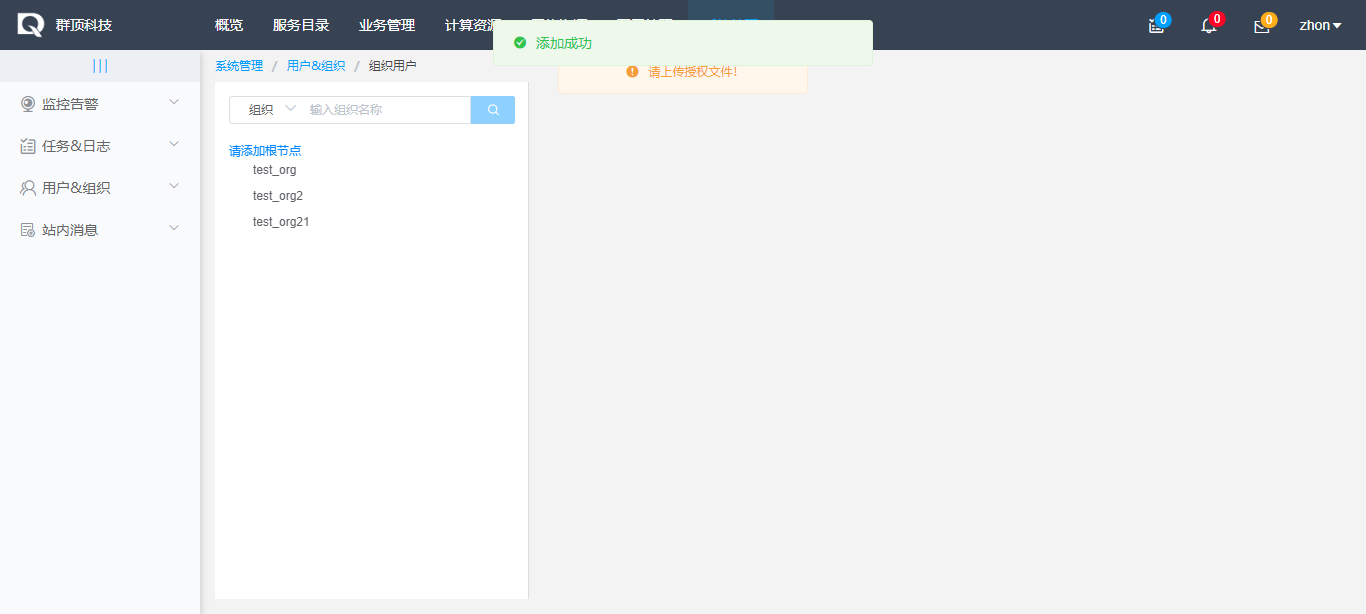 群顶科技
概览
服务目录
业务管理
计算资源
0
0
0
zhon
添加成功
请上传授权文件!
系统管理 / 用户&组织 / 组织用户
监控告警
任务&日志
用户&组织
站内消息
组织
输入组织名称
请添加根节点
test_org
test_org2
test_org21